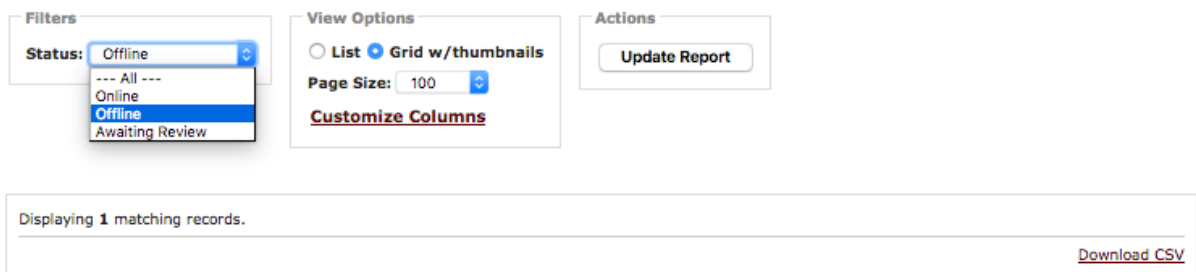 Filters
Status: Offline
--- All ---
Online
Offline
Awaiting Review
View Options
List Grid w/thumbnails
Page Size: 100
Customize Columns
Actions
Update Report
Displaying 1 matching records.
Download CSV